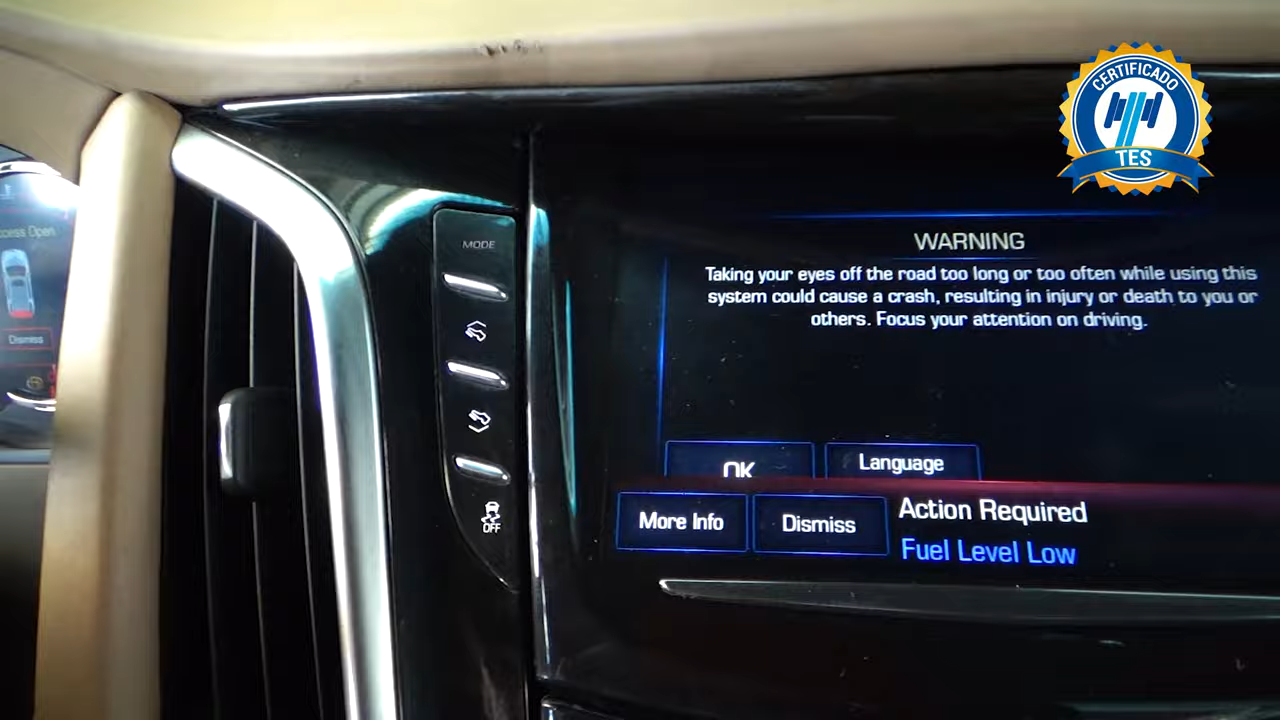 CERTIFICADO
TES
MODE
WARNING
Taking your eyes off the road too long or too often while using this
system could cause a crash, resulting in injury or death to you or
others. Focus your attention on driving.
OK
Language
More Info
Dismiss
Action Required
Fuel Level Low
OFF
ccess Open
Dismiss